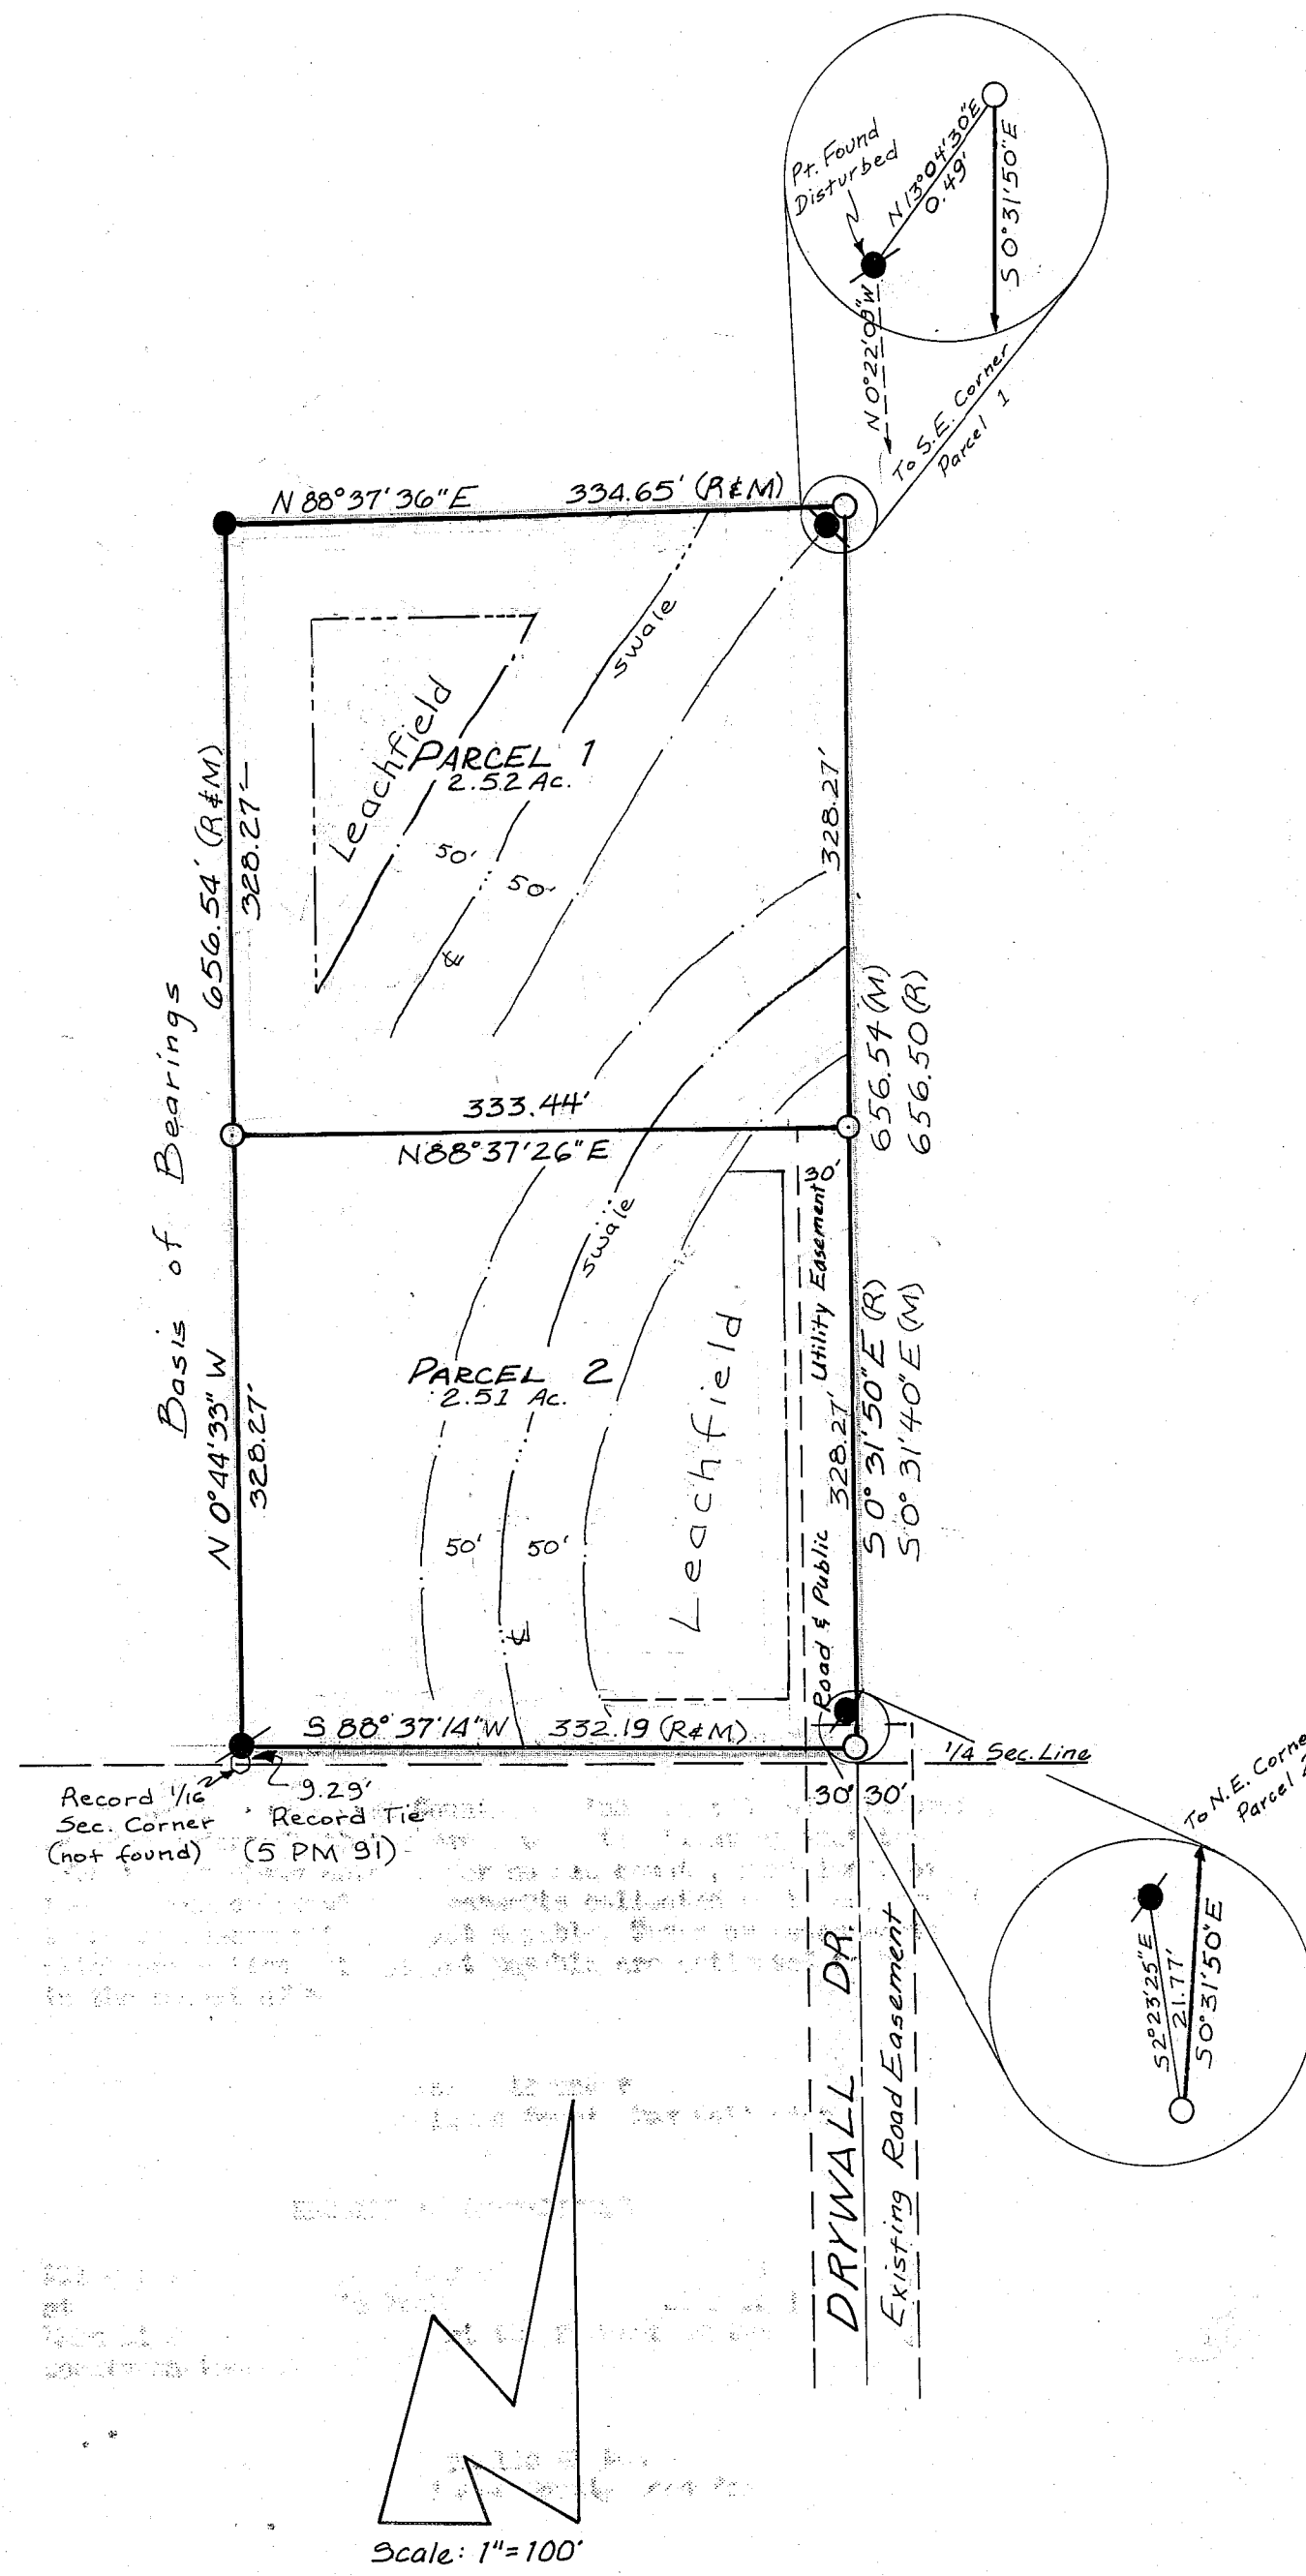 Pt. Found
Disturbed
N 13°04'30"E
0.49'
S 0°31'50"E
N 0°22'09"W
To S.E. Corner
Parcel 1
N 88°37'36"E 334.65' (R&M)
swale
Leachfield
PARCEL 1
2.52 Ac.
50'
50'
℄
656.54' (R&M)
328.27'
328.27'
Basis of Bearings
333.44'
N88°37'26"E
656.54 (M)
656.50 (R)
30'
swale
Road & Public Utility Easement
PARCEL 2
2.51 Ac.
Leachfield
50'
50'
℄
N 0°44'33" W
328.27'
328.27'
S 0° 31'50"E (R)
S 0° 31'40"E (M)
S 88° 37'14"W 332.19 (R&M)
1/4 Sec. Line
Record 1/16
Sec. Corner
(not found)
9.29'
Record Tie
(5 PM 91)
30' 30'
To N.E. Corner
Parcel 2
S2°23'25"E
21.77'
S0°31'50"E
DRYWALL DR.
Existing Road Easement
Scale: 1"=100'